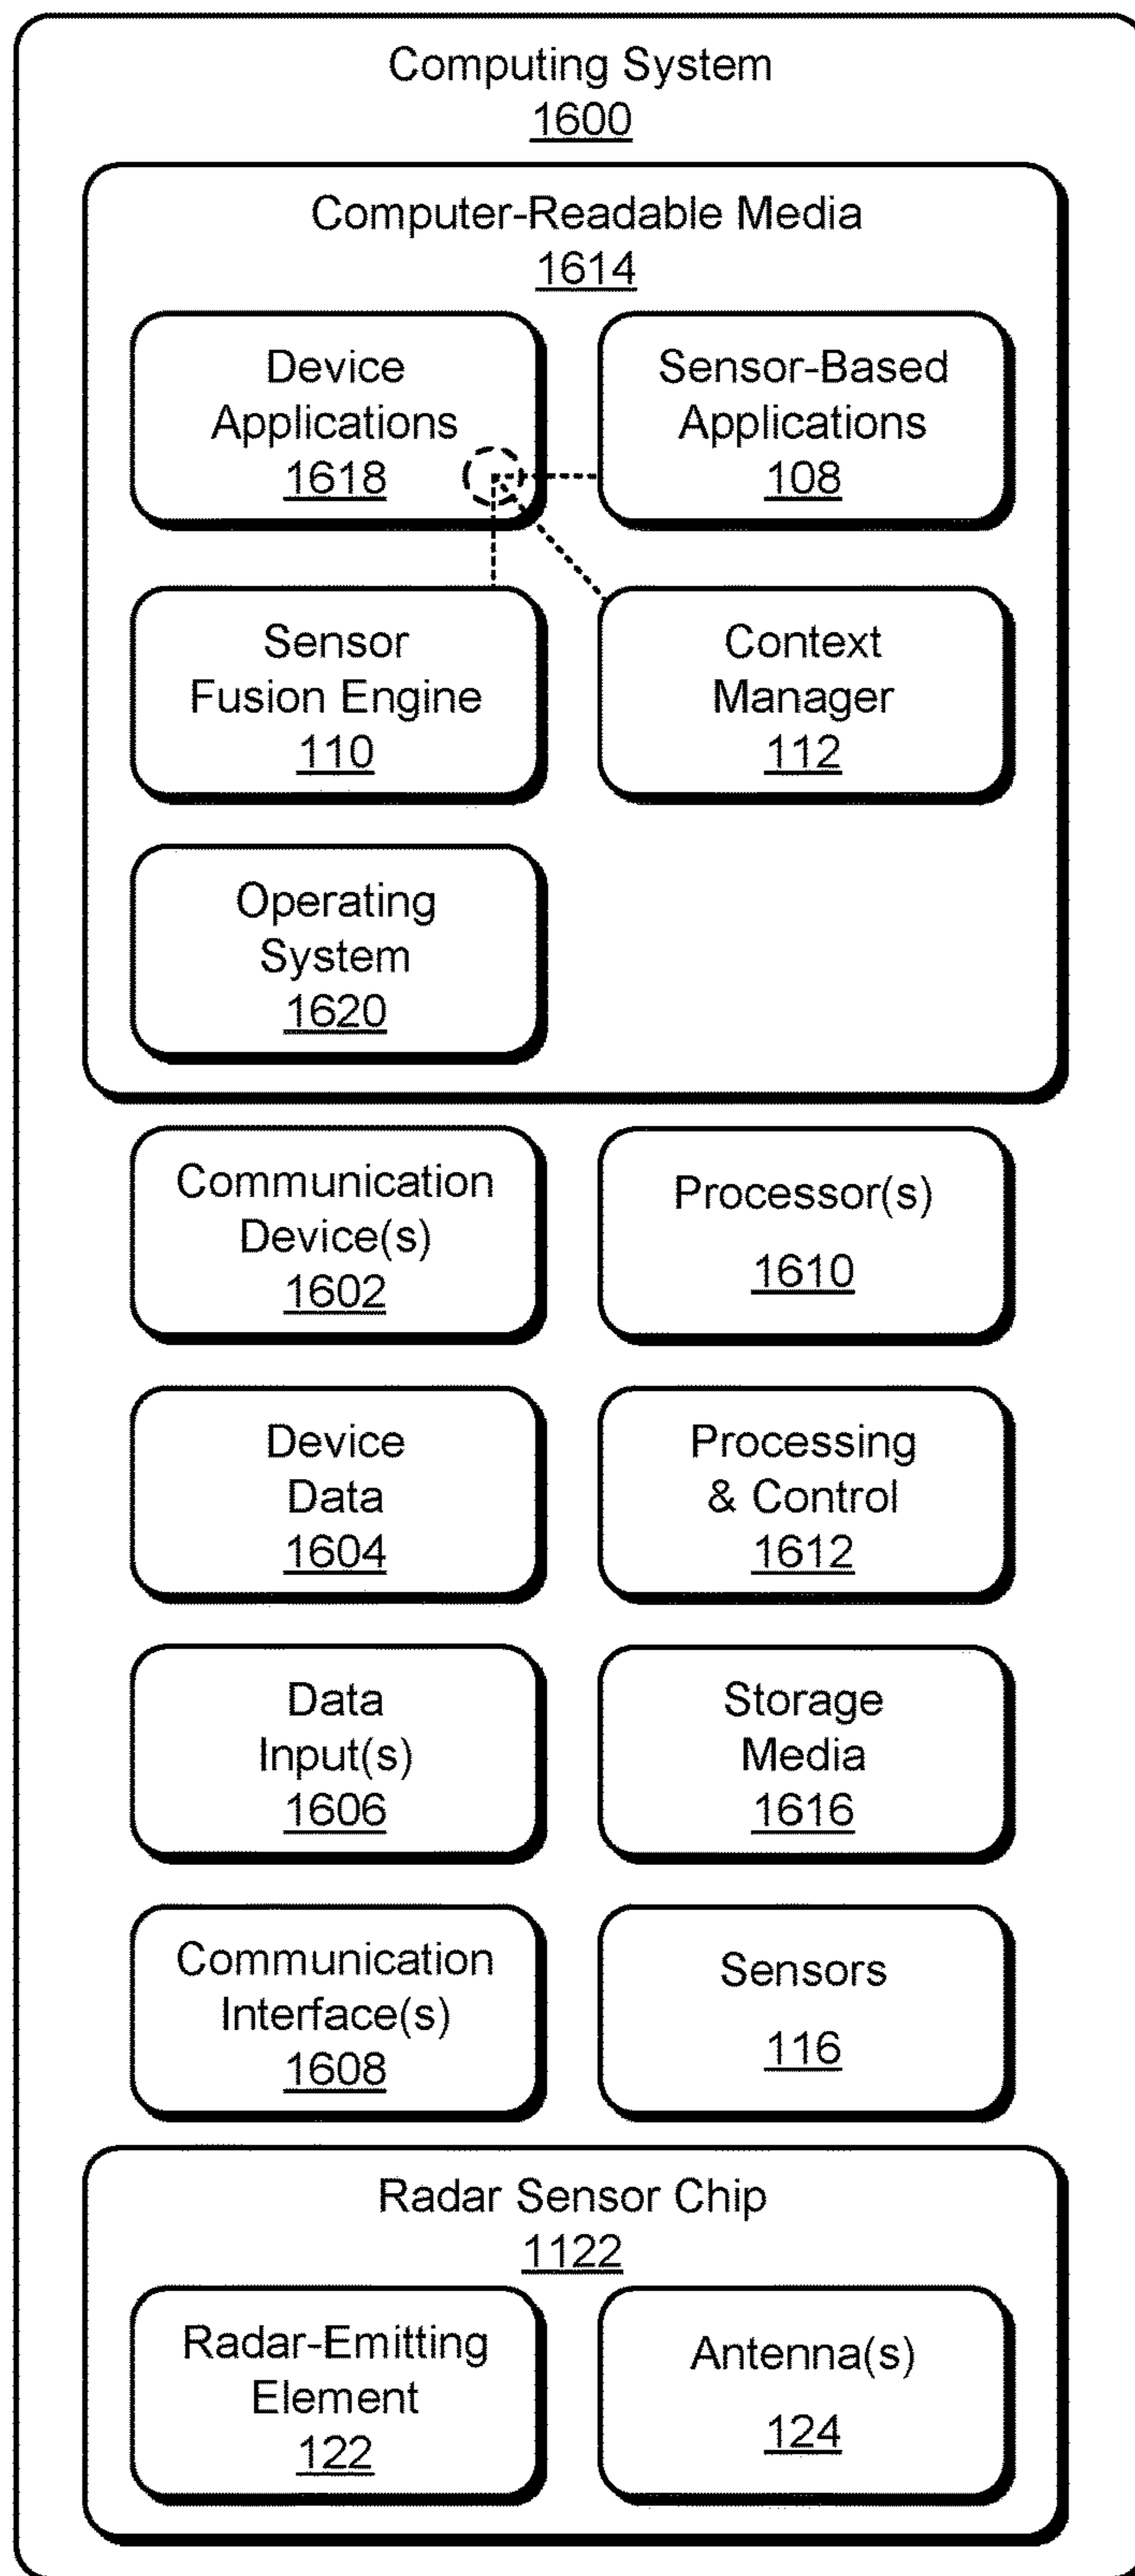 Computing System
1600
Computer-Readable Media
1614
Device
Applications
1618
Sensor-Based
Applications
108
Sensor
Fusion Engine
110
Context
Manager
112
Operating
System
1620
Communication
Device(s)
1602
Processor(s)
1610
Device
Data
1604
Processing
& Control
1612
Data
Input(s)
1606
Storage
Media
1616
Communication
Interface(s)
1608
Sensors
116
Radar Sensor Chip
1122
Radar-Emitting
Element
122
Antenna(s)
124